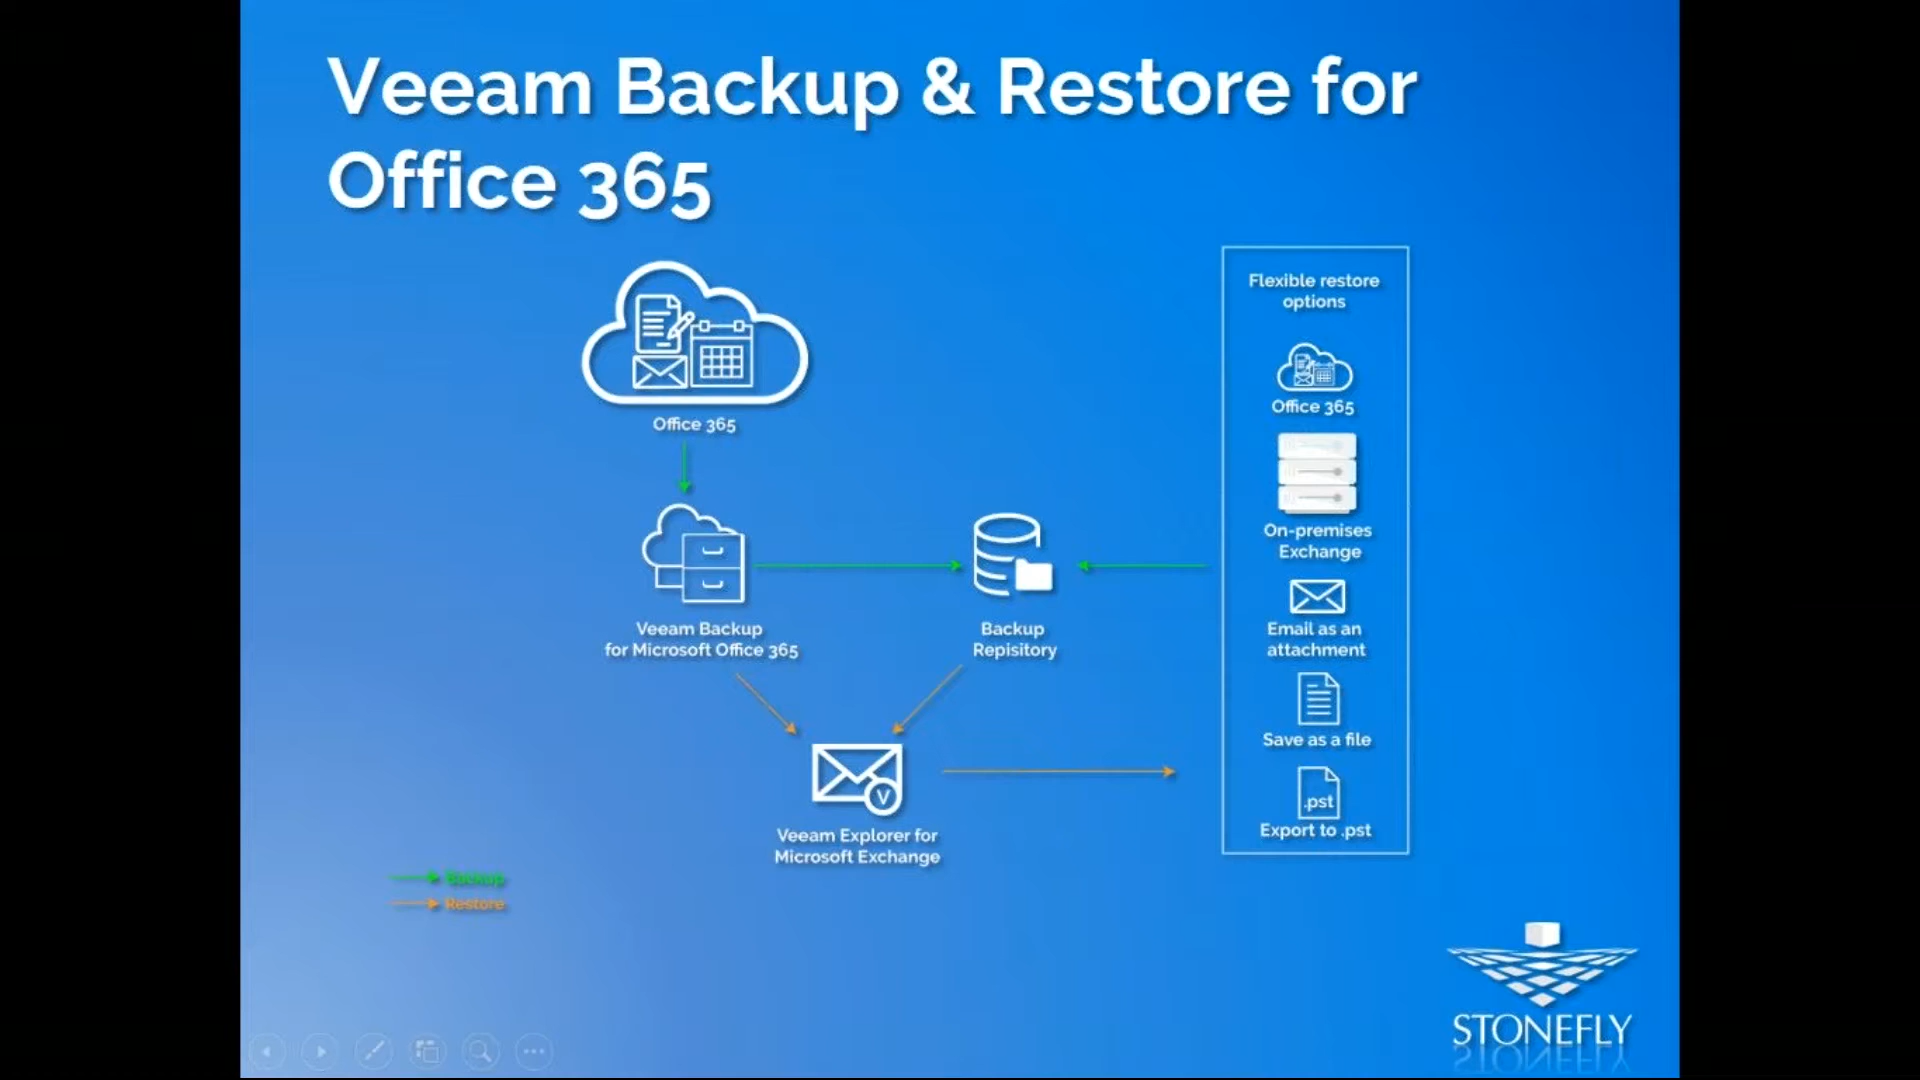 Veeam Backup & Restore for
Office 365
Office 365
Veeam Backup
for Microsoft Office 365
Backup
Repisitory
Veeam Explorer for
Microsoft Exchange
Flexible restore
options
Office 365
On-premises
Exchange
Email as an
attachment
Save as a file
.pst
Export to .pst
Backup
Restore
V
STONEFLY